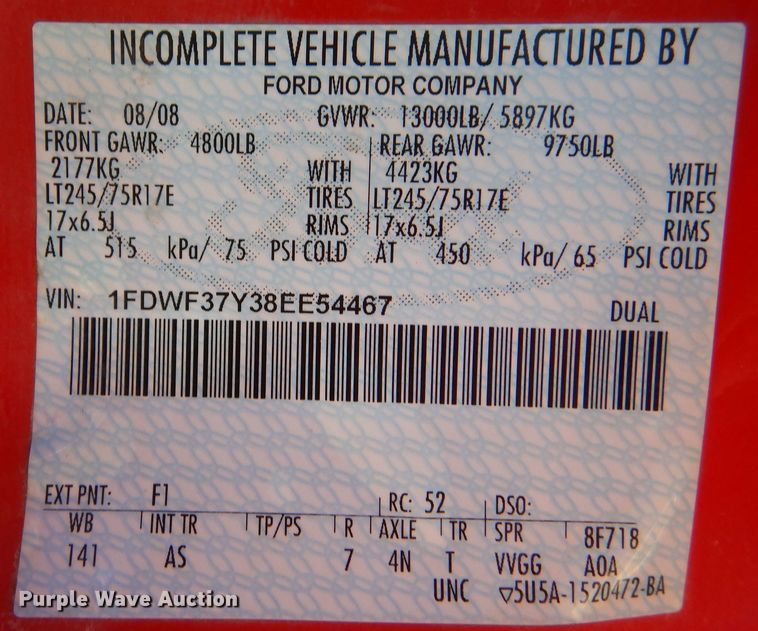 INCOMPLETE VEHICLE MANUFACTURED BY
FORD MOTOR COMPANY
DATE: 08/08 GVWR: 13000LB/ 5897KG
FRONT GAWR: 4800LB REAR GAWR: 9750LB
2177KG WITH 4423KG WITH
LT245/75R17E TIRES LT245/75R17E TIRES
17x6.5J RIMS 17x6.5J RIMS
AT 515 kPa/ 75 PSI COLD AT 450 kPa/ 65 PSI COLD
VIN: 1FDWF37Y38EE54467 DUAL
EXT PNT: F1 RC: 52 DSO:
WB INT TR TP/PS R AXLE TR SPR 8F718
141 AS 7 4N T VVGG AOA
UNC ▽5U5A-1520472-BA
Purple Wave Auction